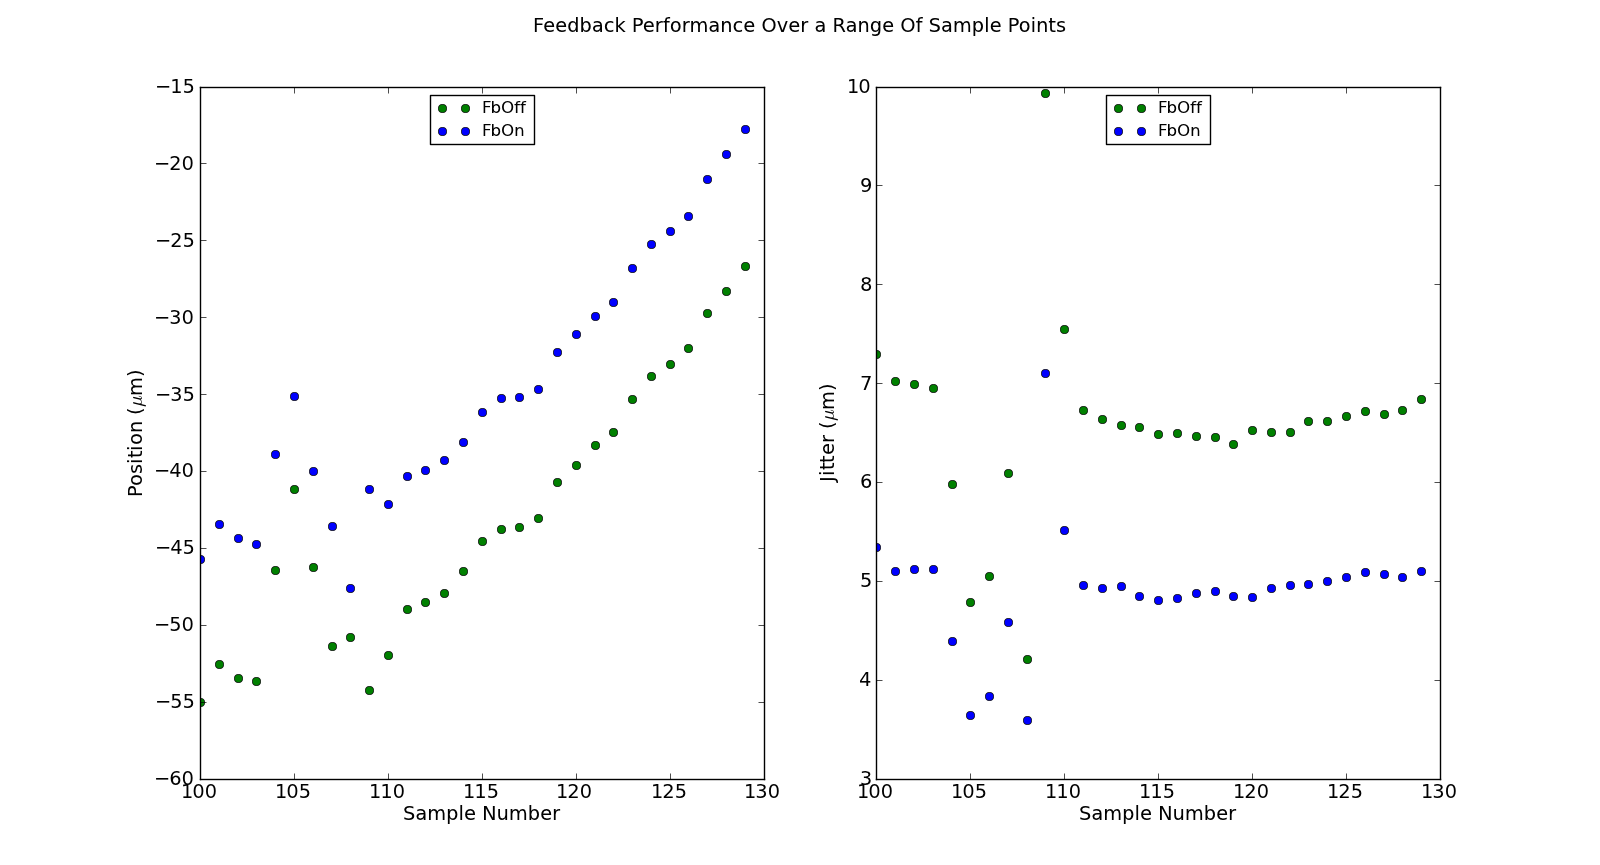 Feedback Performance Over a Range Of Sample Points
−15
−20
−25
−30
−35
−40
−45
−50
−55
−60
Position (μm)
FbOff
FbOn
100 105 110 115 120 125 130
Sample Number
10
9
8
7
6
5
4
3
Jitter (μm)
FbOff
FbOn
100 105 110 115 120 125 130
Sample Number